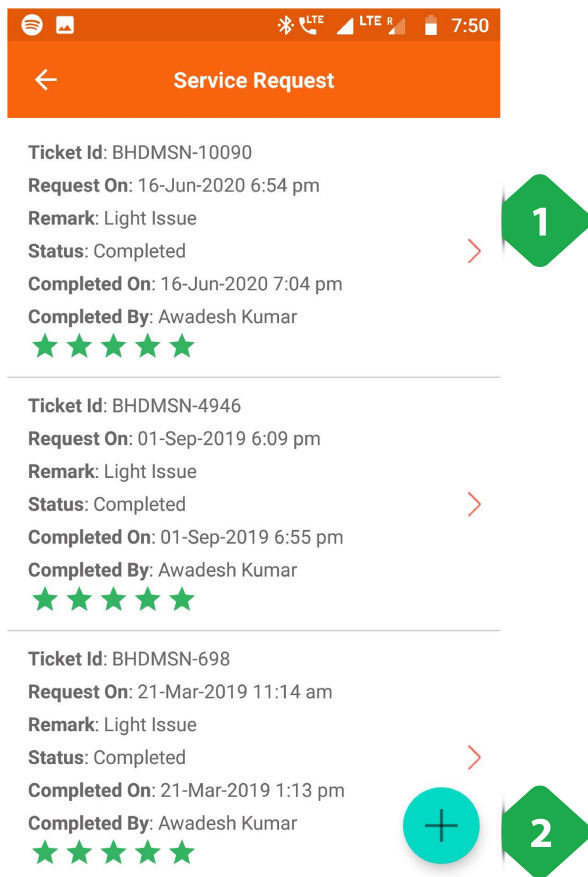 LTE LTE R 7:50
Service Request
Ticket Id: BHDMSN-10090
Request On: 16-Jun-2020 6:54 pm
Remark: Light Issue
Status: Completed
Completed On: 16-Jun-2020 7:04 pm
Completed By: Awadesh Kumar
1
Ticket Id: BHDMSN-4946
Request On: 01-Sep-2019 6:09 pm
Remark: Light Issue
Status: Completed
Completed On: 01-Sep-2019 6:55 pm
Completed By: Awadesh Kumar
Ticket Id: BHDMSN-698
Request On: 21-Mar-2019 11:14 am
Remark: Light Issue
Status: Completed
Completed On: 21-Mar-2019 1:13 pm
Completed By: Awadesh Kumar
2